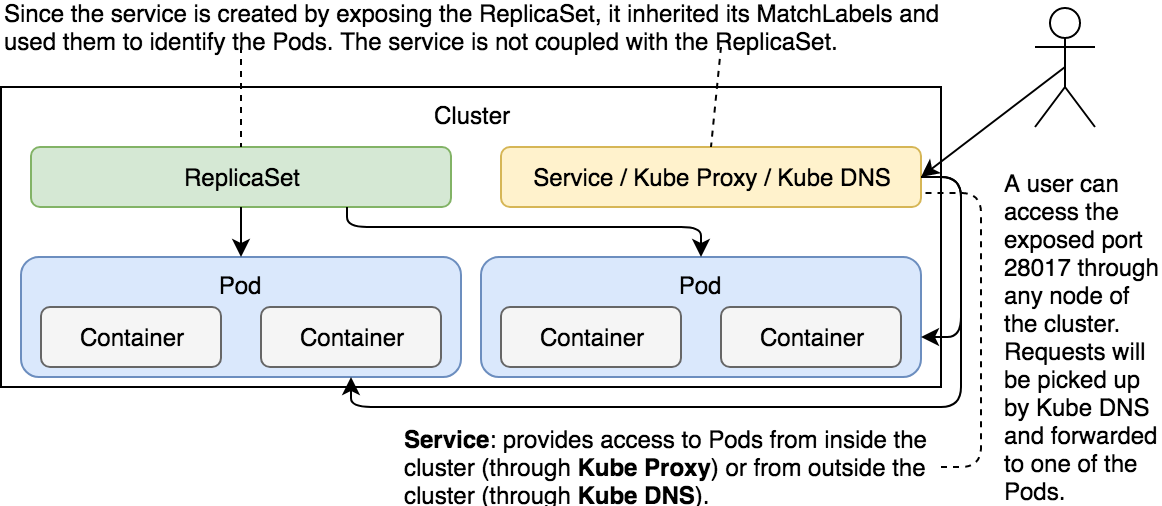 Since the service is created by exposing the ReplicaSet, it inherited its MatchLabels and
used them to identify the Pods. The service is not coupled with the ReplicaSet.
Cluster
ReplicaSet
Service / Kube Proxy / Kube DNS
Pod
Container
Container
Pod
Container
Container
A user can
access the
exposed port
28017 through
any node of
the cluster.
Requests will
be picked up
by Kube DNS
and forwarded
to one of the
Pods.
Service: provides access to Pods from inside the
cluster (through Kube Proxy) or from outside the
cluster (through Kube DNS).